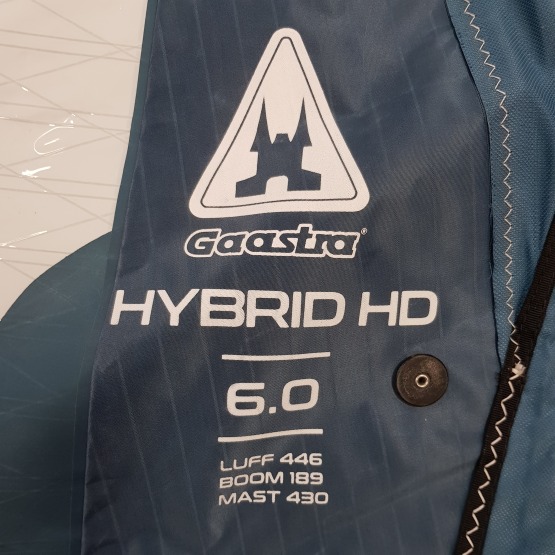 Gaastra®
HYBRID HD
6.0
LUFF 446
BOOM 189
MAST 430